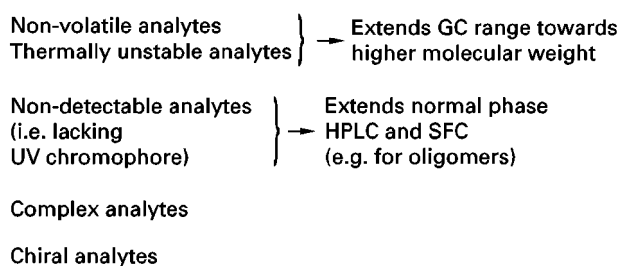 Non-volatile analytes
Thermally unstable analytes
Extends GC range towards
higher molecular weight
Non-detectable analytes
(i.e. lacking
UV chromophore)
Extends normal phase
HPLC and SFC
(e.g. for oligomers)
Complex analytes
Chiral analytes